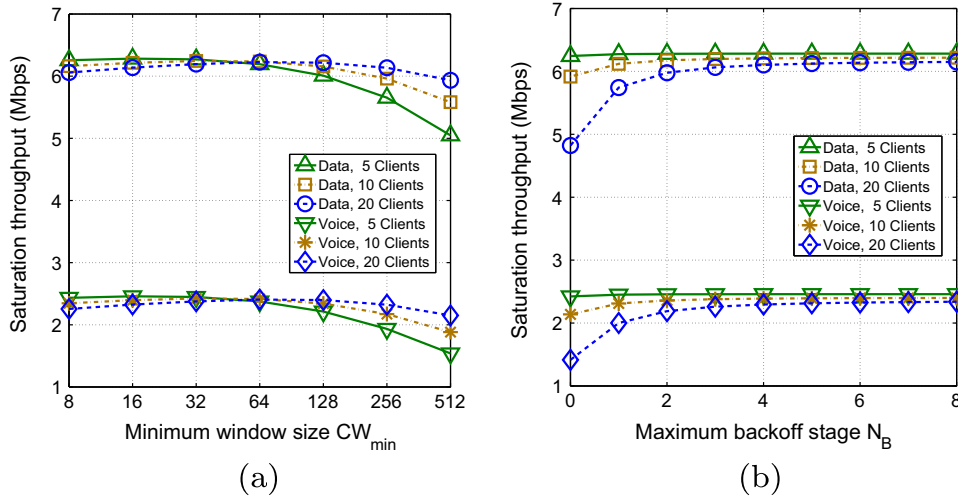 7
6
5
4
3
2
1
Saturation throughput (Mbps)
Data, 5 Clients
Data, 10 Clients
Data, 20 Clients
Voice, 5 Clients
Voice, 10 Clients
Voice, 20 Clients
8 16 32 64 128 256 512
Minimum window size CW_min
(a)
7
6
5
4
3
2
1
Saturation throughput (Mbps)
Data, 5 Clients
Data, 10 Clients
Data, 20 Clients
Voice, 5 Clients
Voice, 10 Clients
Voice, 20 Clients
0 2 4 6 8
Maximum backoff stage N_B
(b)